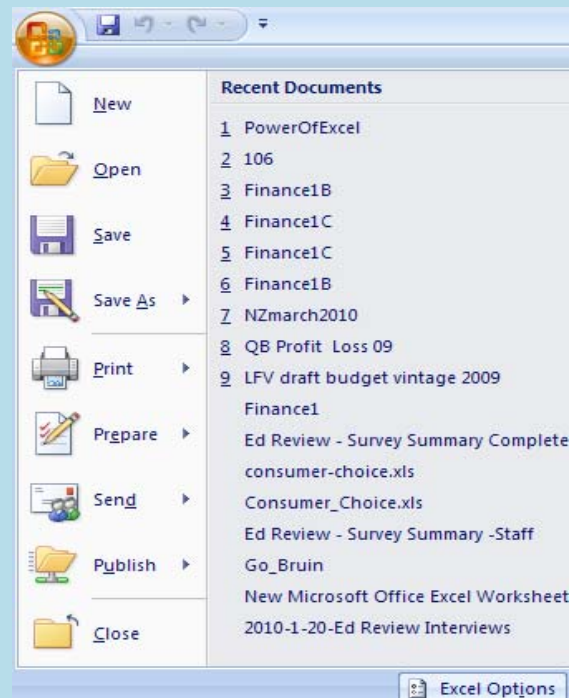 New
Open
Save
Save As
Print
Prepare
Send
Publish
Close
Recent Documents
1 PowerOfExcel
2 106
3 Finance1B
4 Finance1C
5 Finance1C
6 Finance1B
7 NZmarch2010
8 QB Profit  Loss 09
9 LFV draft budget vintage 2009
Finance1
Ed Review - Survey Summary Complete
consumer-choice.xls
Consumer_Choice.xls
Ed Review - Survey Summary -Staff
Go_Bruin
New Microsoft Office Excel Worksheet
2010-1-20-Ed Review Interviews
Excel Options